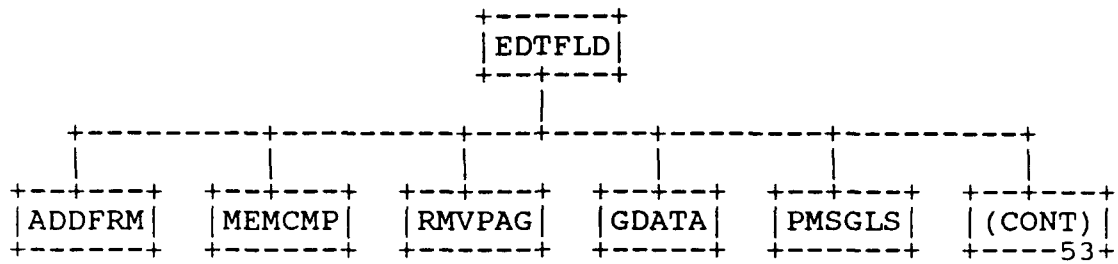 EDTFLD
ADDFRM MEMCMP RMVPAG GDATA PMSGLS (CONT)
53